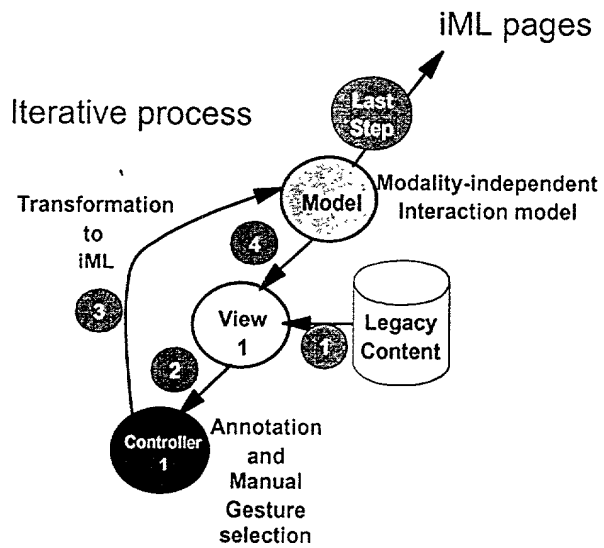 iML pages
Last
Step
Iterative process
Model
Modality-independent
Interaction model
Transformation
to
iML
4
3
View
1
1
Legacy
Content
2
Controller
1
Annotation
and
Manual
Gesture
selection